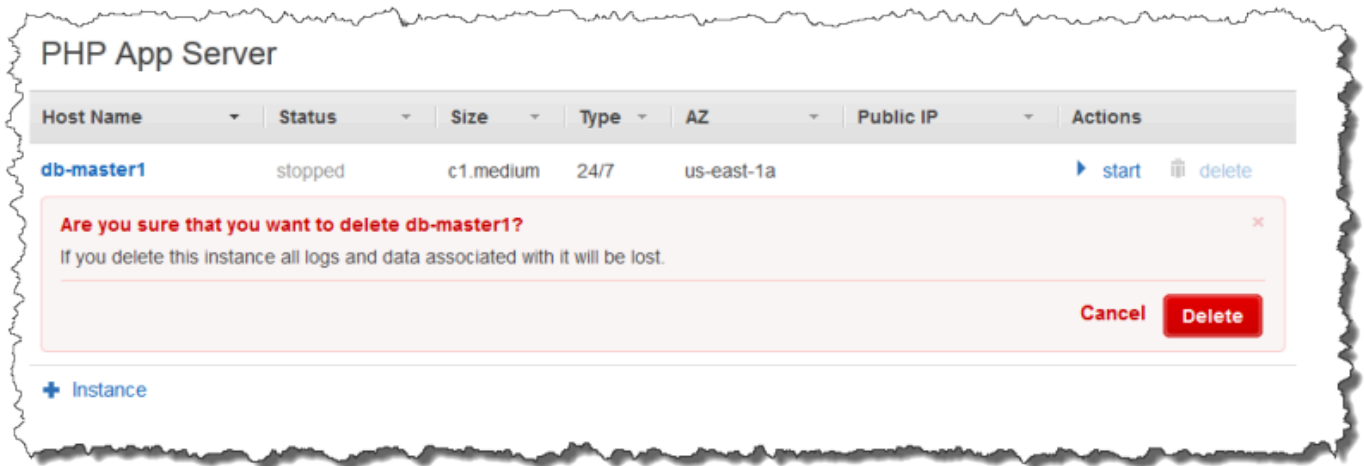 PHP App Server
Host Name Status Size Type AZ Public IP Actions
db-master1 stopped c1.medium 24/7 us-east-1a start delete
Are you sure that you want to delete db-master1? ×
If you delete this instance all logs and data associated with it will be lost.
Cancel Delete
Instance